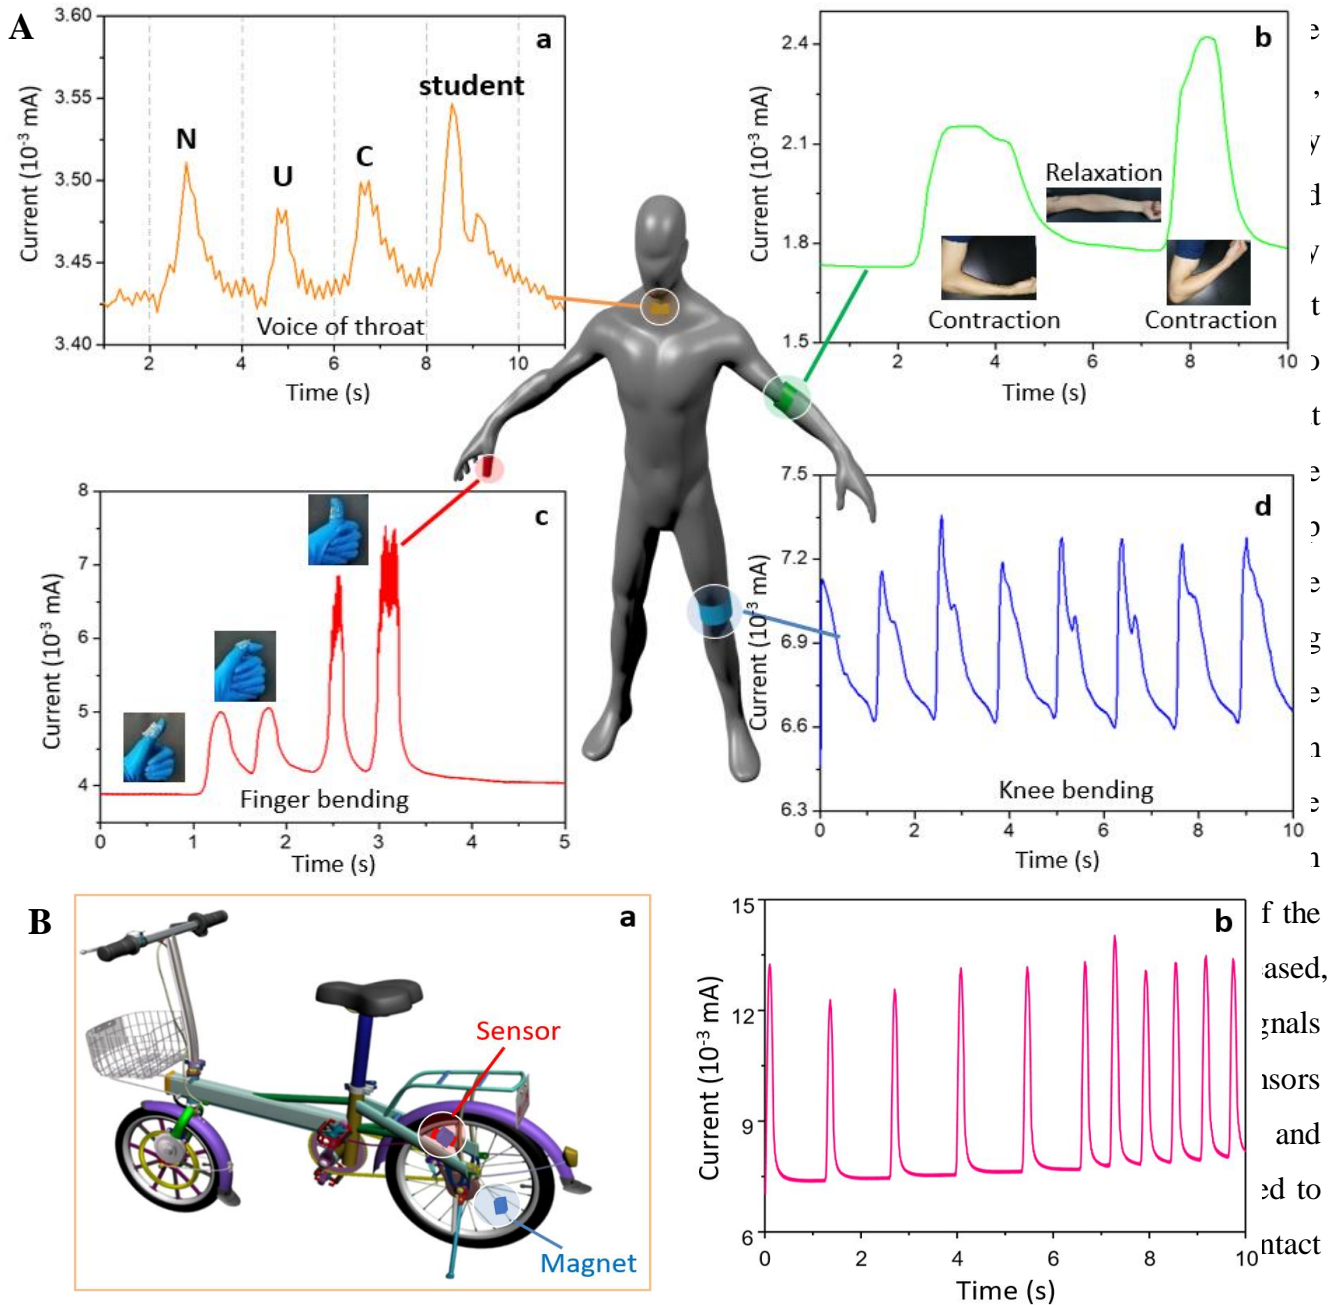 A
a
3.60
3.55
3.50
3.45
3.40
Current (10-3 mA)
N
U
C
student
Voice of throat
2
4
6
8
10
Time (s)
b
2.4
2.1
1.8
1.5
Current (10-3 mA)
Relaxation
Contraction
Contraction
0
2
4
6
8
10
Time (s)
c
8
7
6
5
4
Current (10-3 mA)
Finger bending
0
1
2
3
4
5
Time (s)
d
7.5
7.2
6.9
6.6
6.3
Current (10-3 mA)
Knee bending
0
2
4
6
8
10
Time (s)
B
a
Sensor
Magnet
b
15
12
9
6
Current (10-3 mA)
0
2
4
6
8
10
Time (s)
f the
ased,
gnals
nsors
and
ed to
ntact